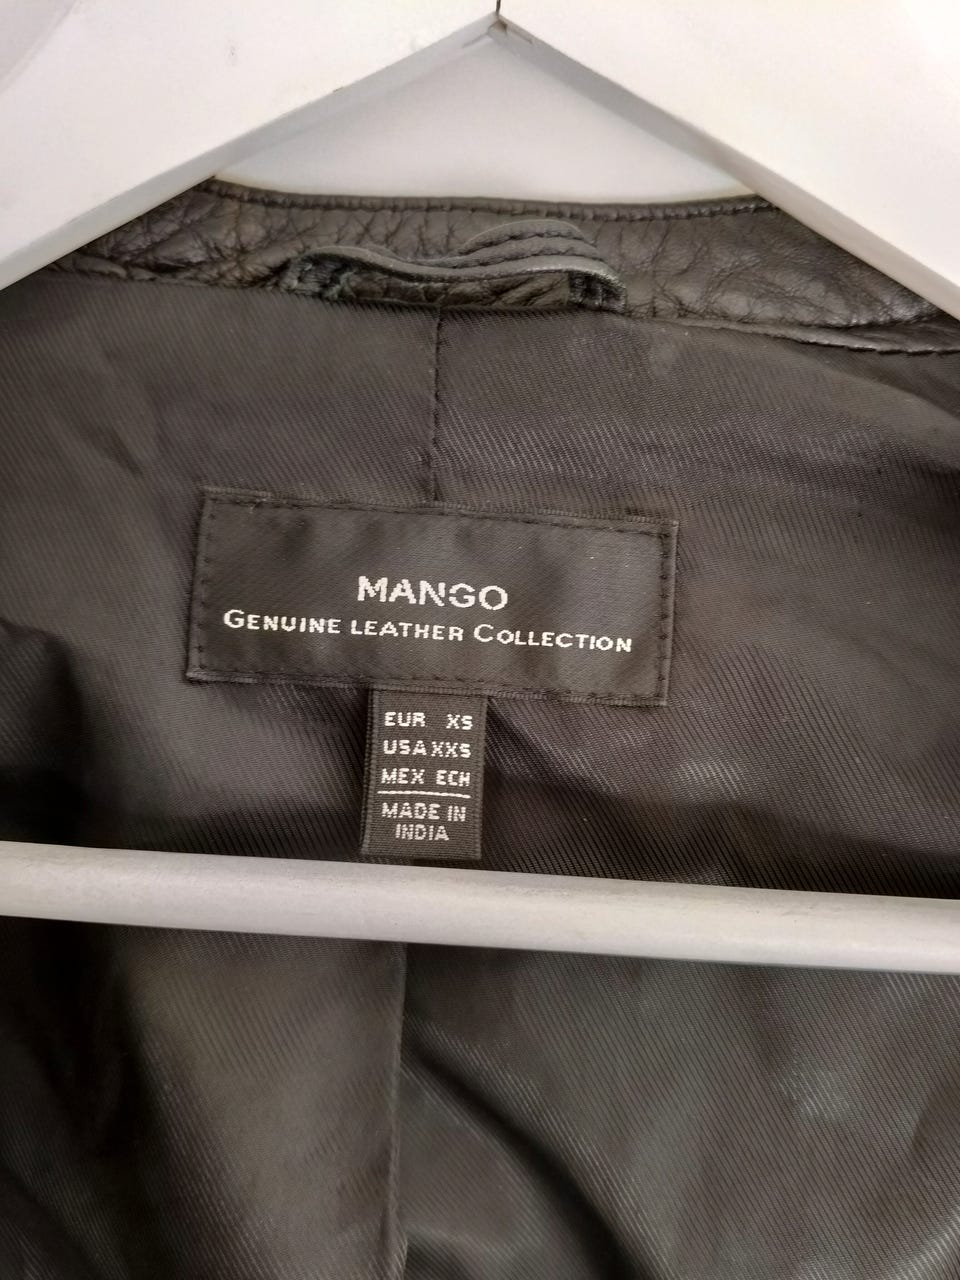 MANGO
GENUINE LEATHER COLLECTION
EUR XS
USA XXS
MEX ECH
MADE IN
INDIA